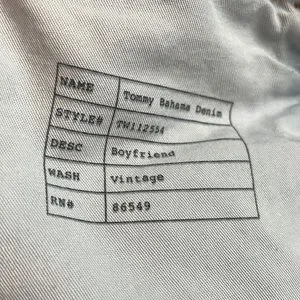 NAME Tommy Bahama Denim
STYLE# TW112554
DESC Boyfriend
WASH Vintage
RN# 86549